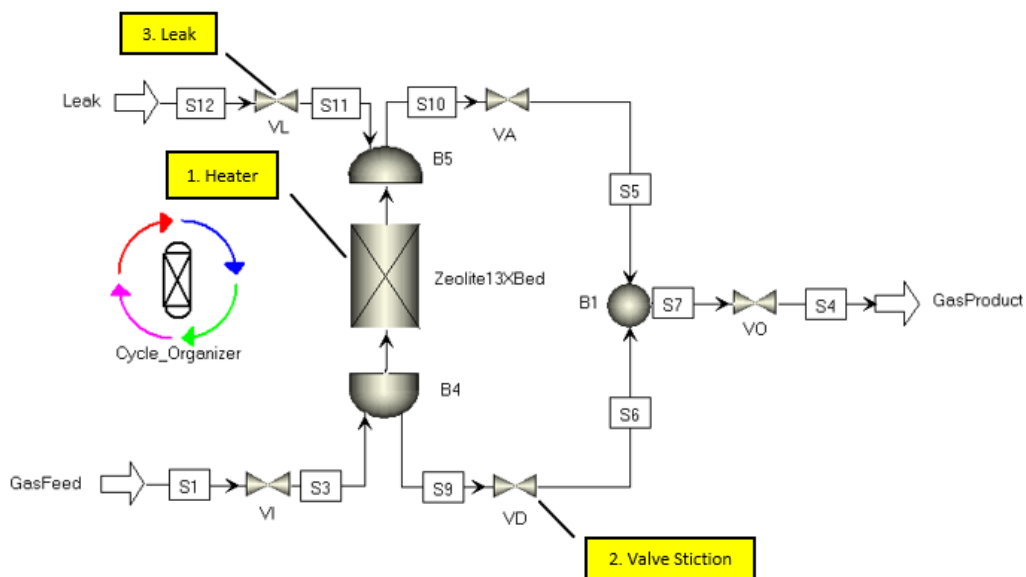 3. Leak
Leak
S12
S11
S10
VL
VA
B5
1. Heater
S5
Zeolite13XBed
B1
S7
S4
GasProduct
VO
Cycle_Organizer
B4
S6
GasFeed
S1
S3
S9
VI
VD
2. Valve Stiction